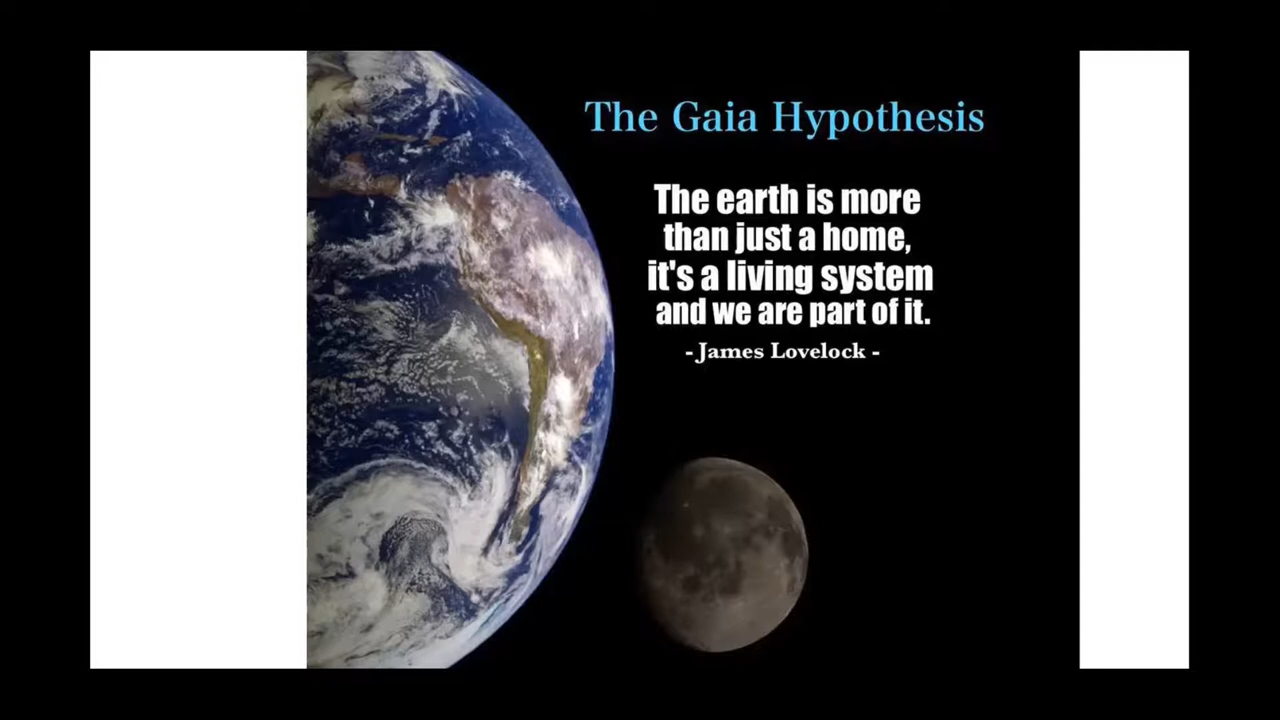 The Gaia Hypothesis
The earth is more
than just a home,
it's a living system
and we are part of it.
- James Lovelock -